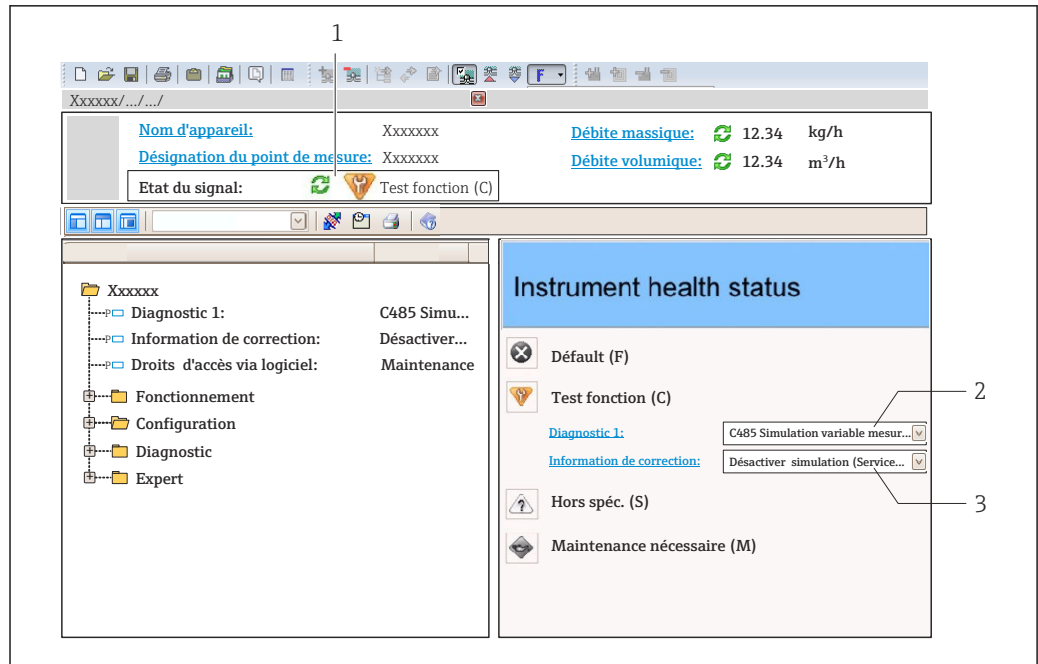 1
F
Xxxxxx/.../.../
Nom d'appareil: Xxxxxxx Débite massique: 12.34 kg/h
Désignation du point de mesure: Xxxxxxx Débite volumique: 12.34 m³/h
Etat du signal: Test fonction (C)
Xxxxxx
P Diagnostic 1: C485 Simu...
P Information de correction: Désactiver...
P Droits d'accès via logiciel: Maintenance
Fonctionnement
Configuration
Diagnostic
Expert
Instrument health status
Défault (F)
Test fonction (C)
Diagnostic 1: C485 Simulation variable mesur...
2
Information de correction: Désactiver simulation (Service...
3
Hors spéc. (S)
Maintenance nécessaire (M)